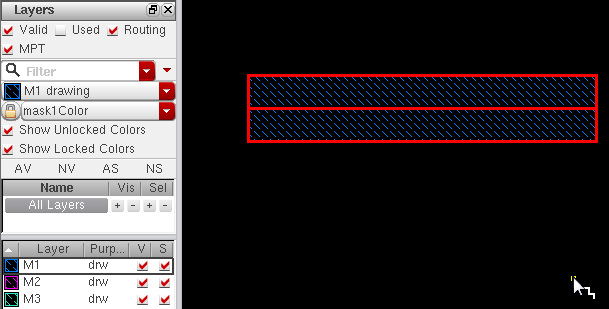 Layers
Valid Used Routing
MPT
Filter
M1 drawing
mask1Color
Show Unlocked Colors
Show Locked Colors
AV NV AS NS
Name Vis Sel
All Layers + - + -
Layer Purp... V S
M1 drw
M2 drw
M3 drw